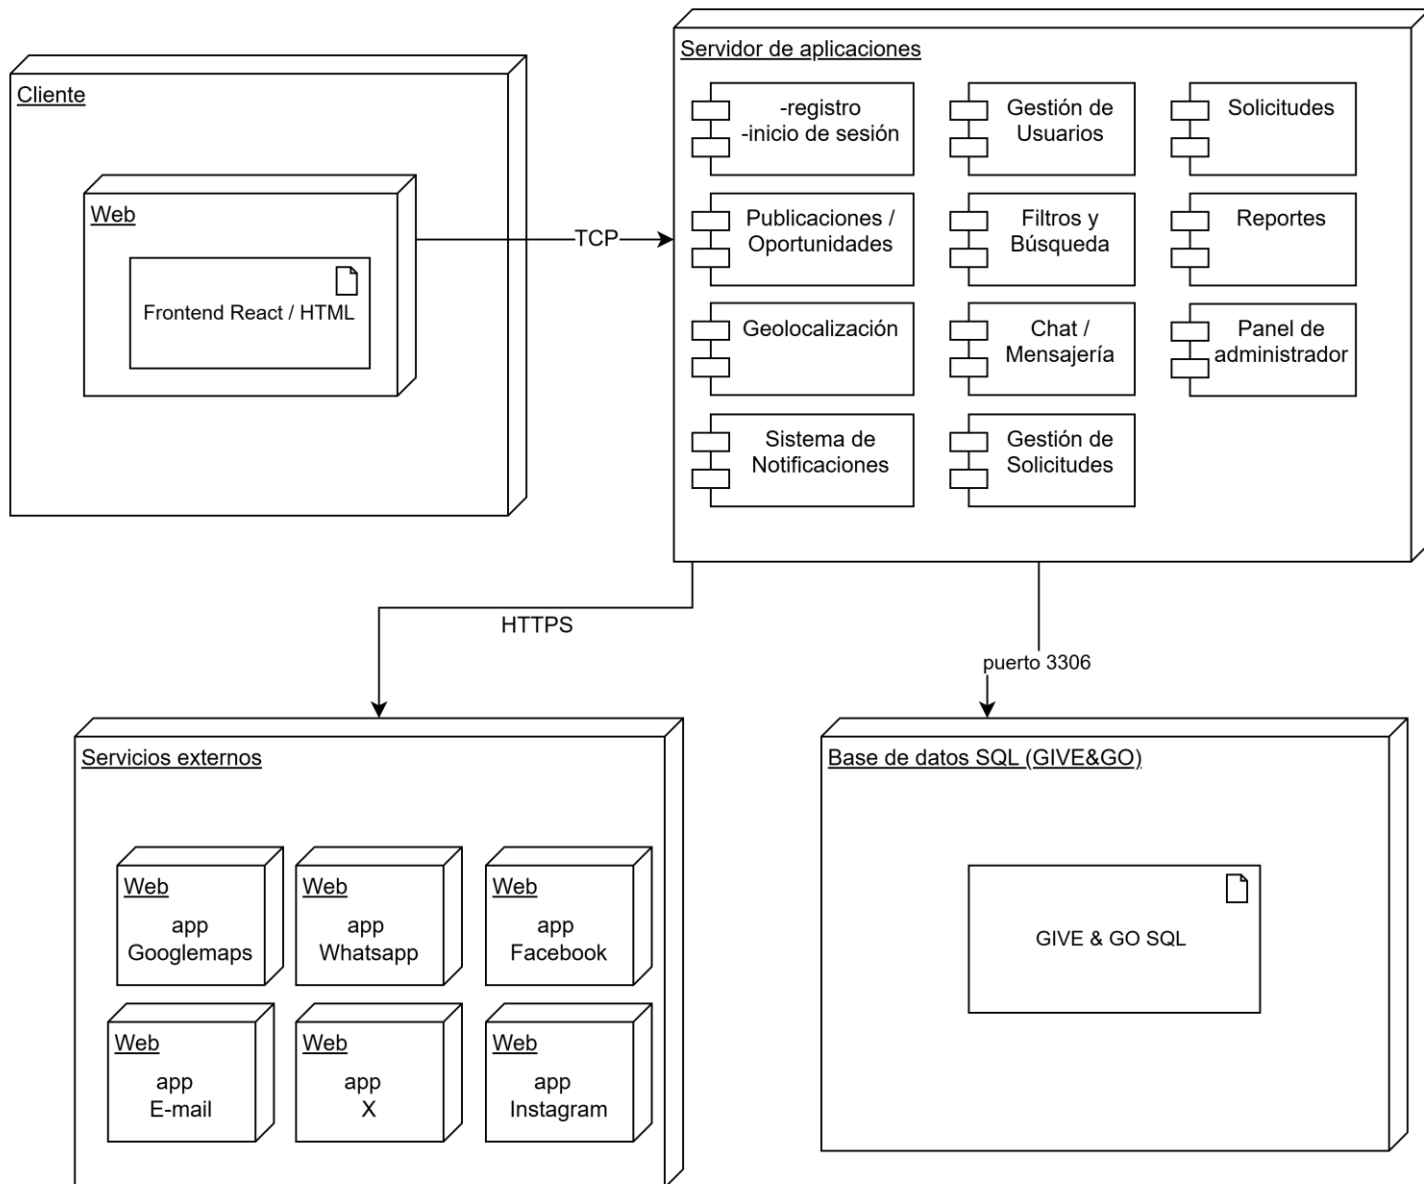 Cliente
Web
Frontend React / HTML
TCP
Servidor de aplicaciones
-registro
-inicio de sesión
Gestión de
Usuarios
Solicitudes
Publicaciones /
Oportunidades
Filtros y
Búsqueda
Reportes
Geolocalización
Chat /
Mensajería
Panel de
administrador
Sistema de
Notificaciones
Gestión de
Solicitudes
HTTPS
puerto 3306
Servicios externos
Web
app
Googlemaps
Web
app
Whatsapp
Web
app
Facebook
Web
app
E-mail
Web
app
X
Web
app
Instagram
Base de datos SQL (GIVE&GO)
GIVE & GO SQL